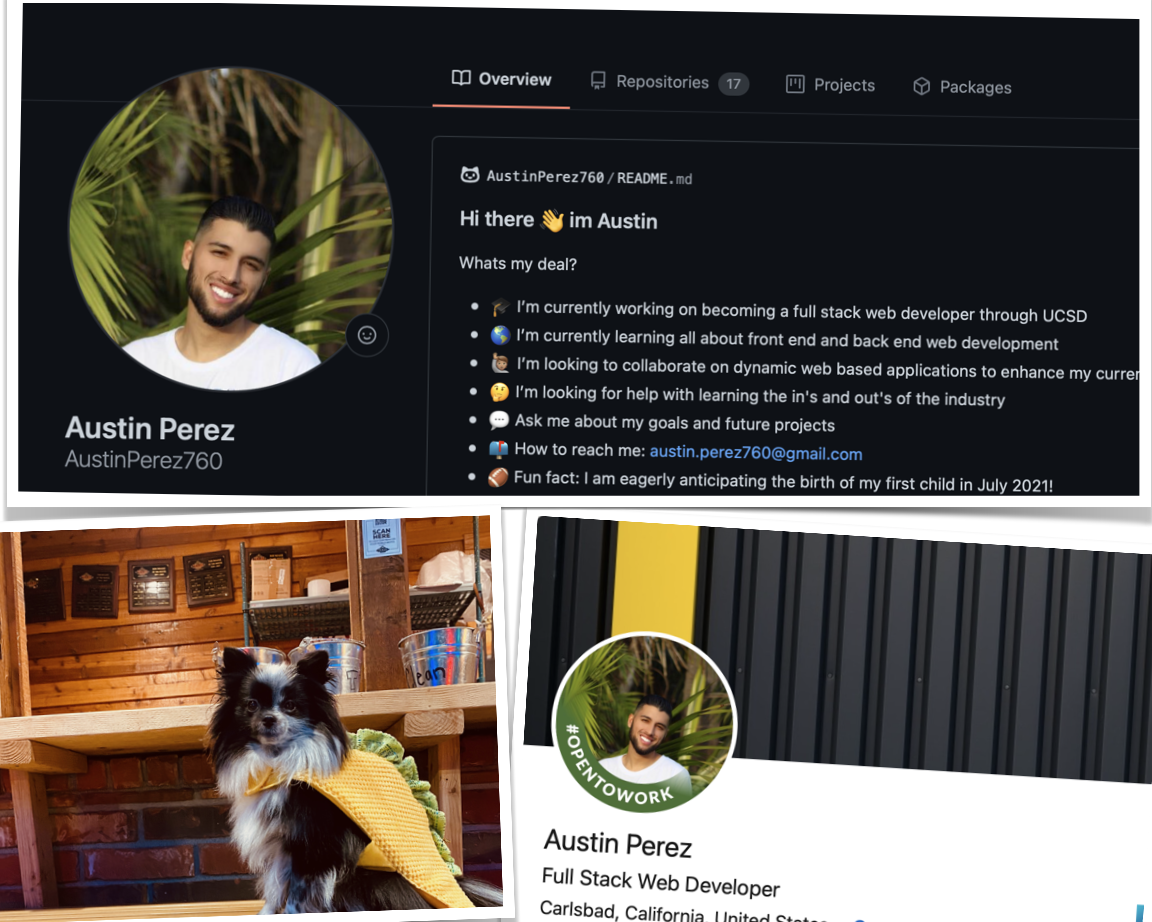 Overview Repositories 17 Projects Packages
AustinPerez760/README.md
Hi there 👋 im Austin
Whats my deal?
🎓 I'm currently working on becoming a full stack web developer through UCSD
🌎 I'm currently learning all about front end and back end web development
🙋🏽‍♂️ I'm looking to collaborate on dynamic web based applications to enhance my
🤔 I'm looking for help with learning the in's and out's of the industry
💬 Ask me about my goals and future projects
📫 How to reach me: austin.perez760@gmail.com
🏈 Fun fact: I am eagerly anticipating the birth of my first child in July 2021!
Austin Perez
AustinPerez760
SCAN
HERE
#OPENTOWORK
Austin Perez
Full Stack Web Developer
Carlsbad, California, United States